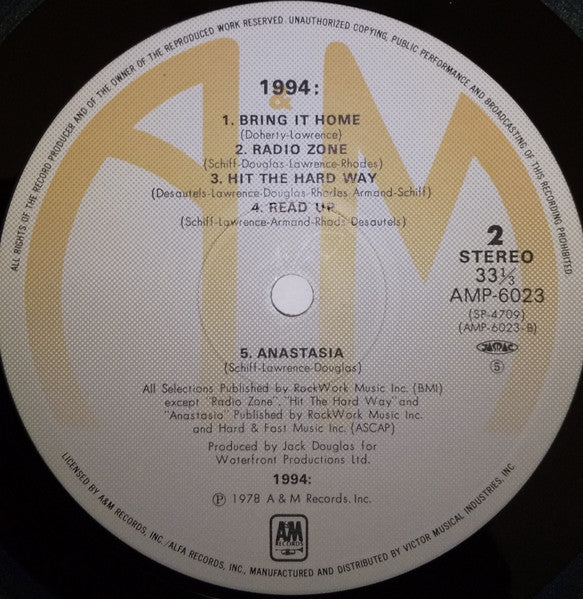 ALL RIGHTS OF THE RECORD PRODUCER AND OF THE OWNER OF THE REPRODUCED WORK RESERVED. UNAUTHORIZED COPYING, PUBLIC PERFORMANCE AND BROADCASTING OF THIS RECORDING PROHIBITED.
1994:
1. BRING IT HOME
(Doherty-Lawrence)
2. RADIO ZONE
(Schiff-Douglas-Lawrence-Rhodes)
3. HIT THE HARD WAY
(Desautels-Lawrence-Douglas-Rhodes-Armand-Schiff)
4. READ UP
(Schiff-Lawrence-Armand-Rhods-Desautels)
2
STEREO
33⅓
AMP-6023
(SP-4709)
(AMP-6023-B)
JASRAC
Ⓢ
5. ANASTASIA
(Schiff-Lawrence-Douglas)
All Selections Published by RockWork Music Inc. (BMI)
except "Radio Zone", "Hit The Hard Way" and
"Anastasia" Published by RockWork Music Inc.
and Hard & Fast Music Inc. (ASCAP)
Produced by Jack Douglas for
Waterfront Productions Ltd.
1994:
Ⓟ 1978 A & M Records. Inc.
A&M
RECORDS
LICENSED BY A&M RECORDS, INC./ALFA RECORDS, INC., MANUFACTURED AND DISTRIBUTED BY VICTOR MUSICAL INDUSTRIES, INC.